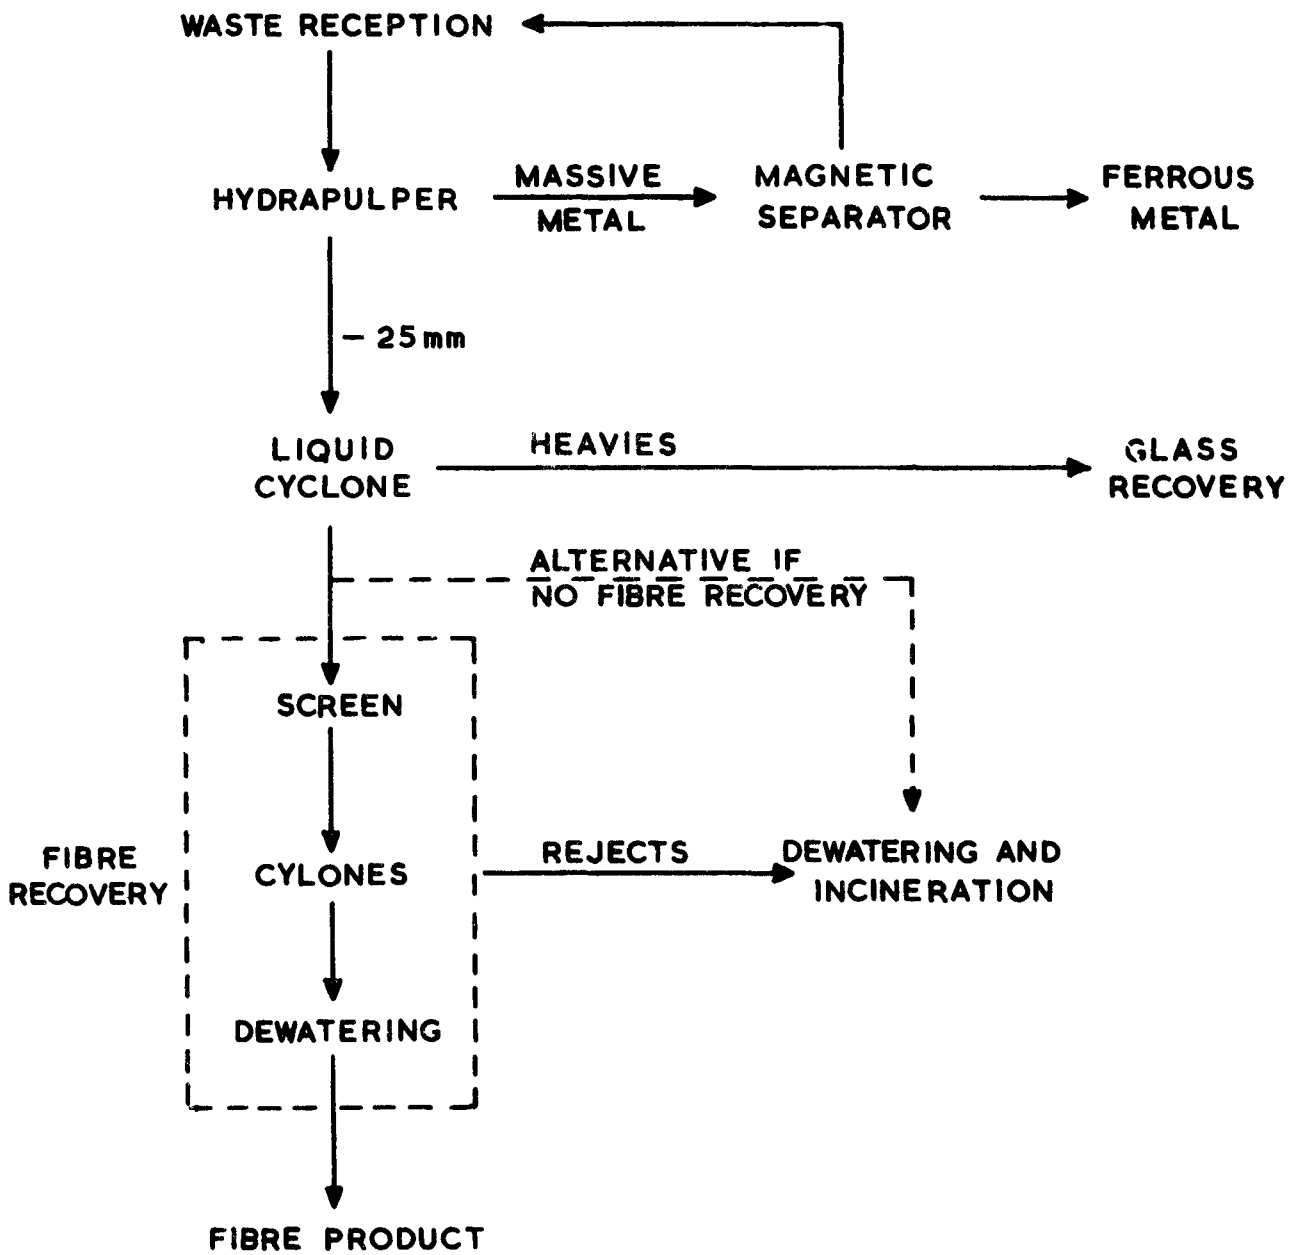 WASTE RECEPTION
HYDRAPULPER
MASSIVE
METAL
MAGNETIC
SEPARATOR
FERROUS
METAL
- 25mm
LIQUID
CYCLONE
HEAVIES
GLASS
RECOVERY
ALTERNATIVE IF
NO FIBRE RECOVERY
SCREEN
FIBRE
RECOVERY
CYLONES
REJECTS
DEWATERING AND
INCINERATION
DEWATERING
FIBRE PRODUCT